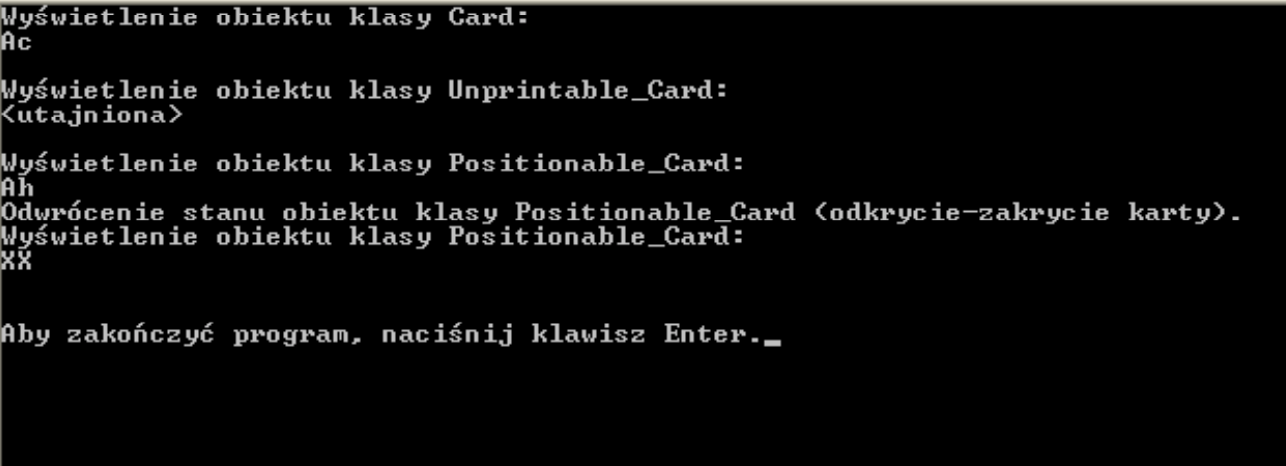 Wyświetlenie obiektu klasy Card:
Ac
Wyświetlenie obiektu klasy Unprintable_Card:
<utajniona>
Wyświetlenie obiektu klasy Positionable_Card:
Ah
Odwrócenie stanu obiektu klasy Positionable_Card (odkrycie-zakrycie karty).
Wyświetlenie obiektu klasy Positionable_Card:
XX
Aby zakończyć program, naciśnij klawisz Enter._